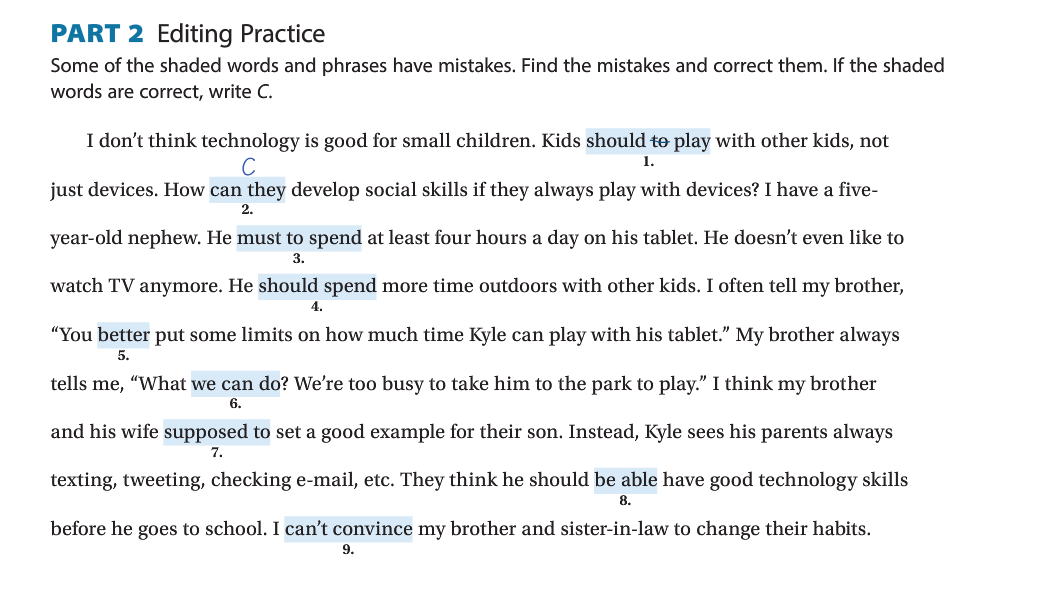 PART 2 Editing Practice
Some of the shaded words and phrases have mistakes. Find the mistakes and correct them. If the shaded
words are correct, write C.
I don’t think technology is good for small children. Kids should to play with other kids, not
1.
C
just devices. How can they develop social skills if they always play with devices? I have a five-
2.
year-old nephew. He must to spend at least four hours a day on his tablet. He doesn’t even like to
3.
watch TV anymore. He should spend more time outdoors with other kids. I often tell my brother,
4.
“You better put some limits on how much time Kyle can play with his tablet.” My brother always
5.
tells me, “What we can do? We’re too busy to take him to the park to play.” I think my brother
6.
and his wife supposed to set a good example for their son. Instead, Kyle sees his parents always
7.
texting, tweeting, checking e-mail, etc. They think he should be able have good technology skills
8.
before he goes to school. I can’t convince my brother and sister-in-law to change their habits.
9.